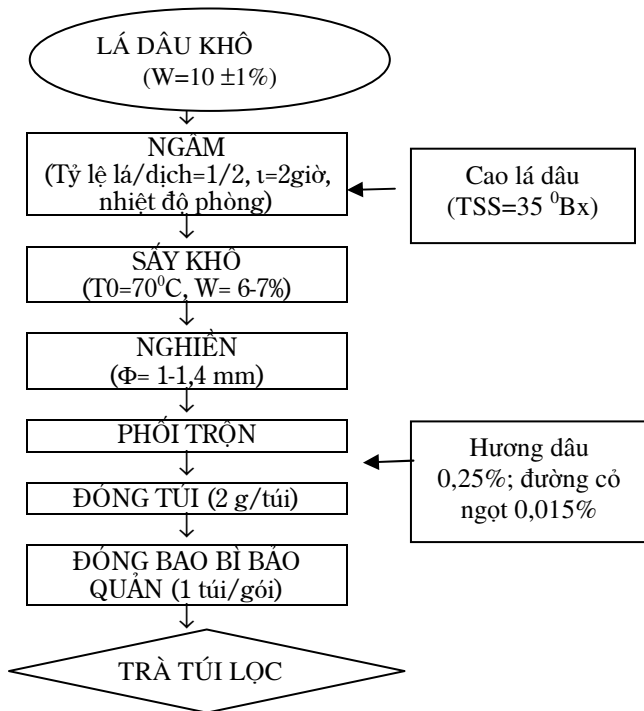 LÁ DÂU KHÔ
(W=10 ±1%)
NGÂM
(Tỷ lệ lá/dịch=1/2, ι=2giờ,
nhiệt độ phòng)
Cao lá dâu
(TSS=35 ⁰Bx)
SẤY KHÔ
(T0=70⁰C, W= 6-7%)
NGHIỀN
(Φ= 1-1,4 mm)
PHỐI TRỘN
Hương dâu
0,25%; đường cỏ
ngọt 0,015%
ĐÓNG TÚI (2 g/túi)
ĐÓNG BAO BÌ BẢO
QUẢN (1 túi/gói)
TRÀ TÚI LỌC